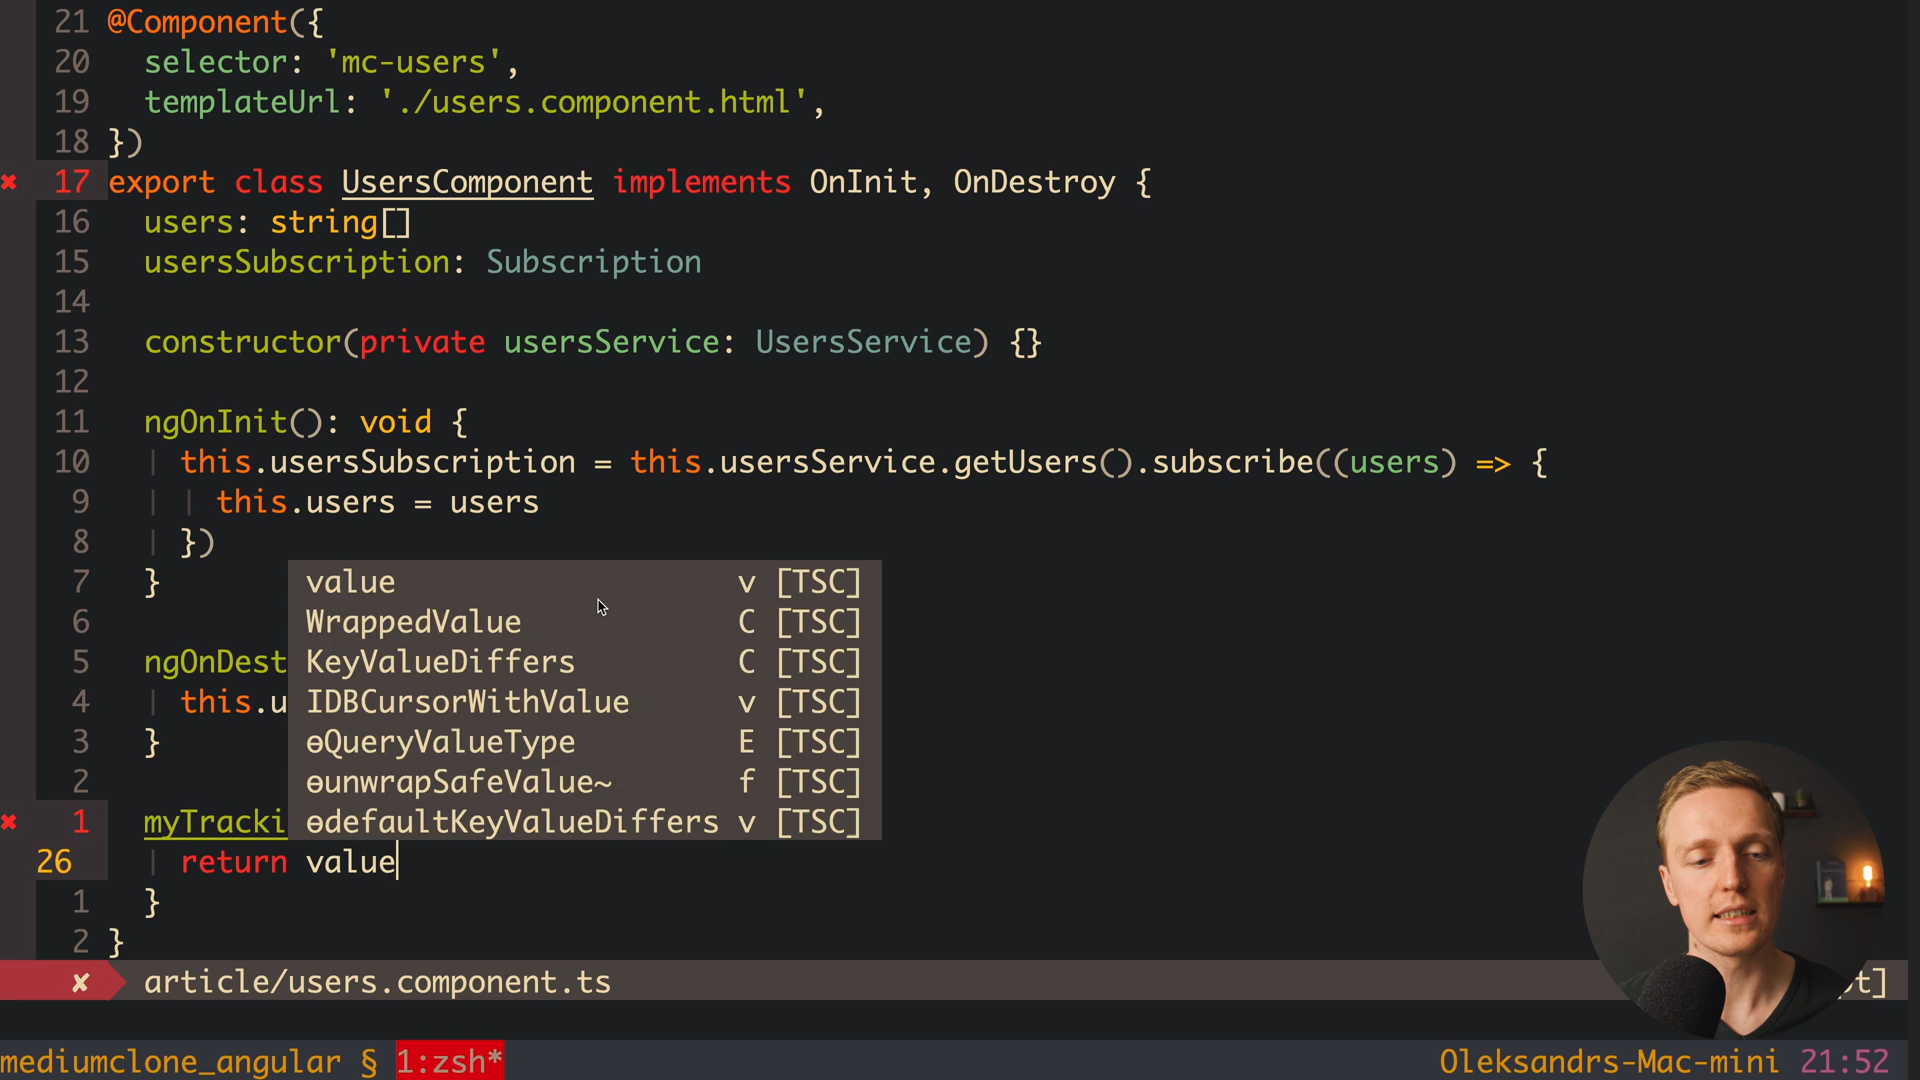 21 @Component({
20 selector: 'mc-users',
19 templateUrl: './users.component.html',
18 })
✖ 17 export class UsersComponent implements OnInit, OnDestroy {
16 users: string[]
15 usersSubscription: Subscription
14
13 constructor(private usersService: UsersService) {}
12
11 ngOnInit(): void {
10 | this.usersSubscription = this.usersService.getUsers().subscribe((users) => {
9 | | this.users = users
8 | })
7 } value v [TSC]
6 WrappedValue C [TSC]
5 ngOnDest KeyValueDiffers C [TSC]
4 | this.u IDBCursorWithValue v [TSC]
3 } ɵQueryValueType E [TSC]
2 ɵunwrapSafeValue~ f [TSC]
✖ 1 myTracki ɵdefaultKeyValueDiffers v [TSC]
26 | return value
1 }
2 }
✘ article/users.component.ts t]
mediumclone_angular § 1:zsh* Oleksandrs-Mac-mini 21:52